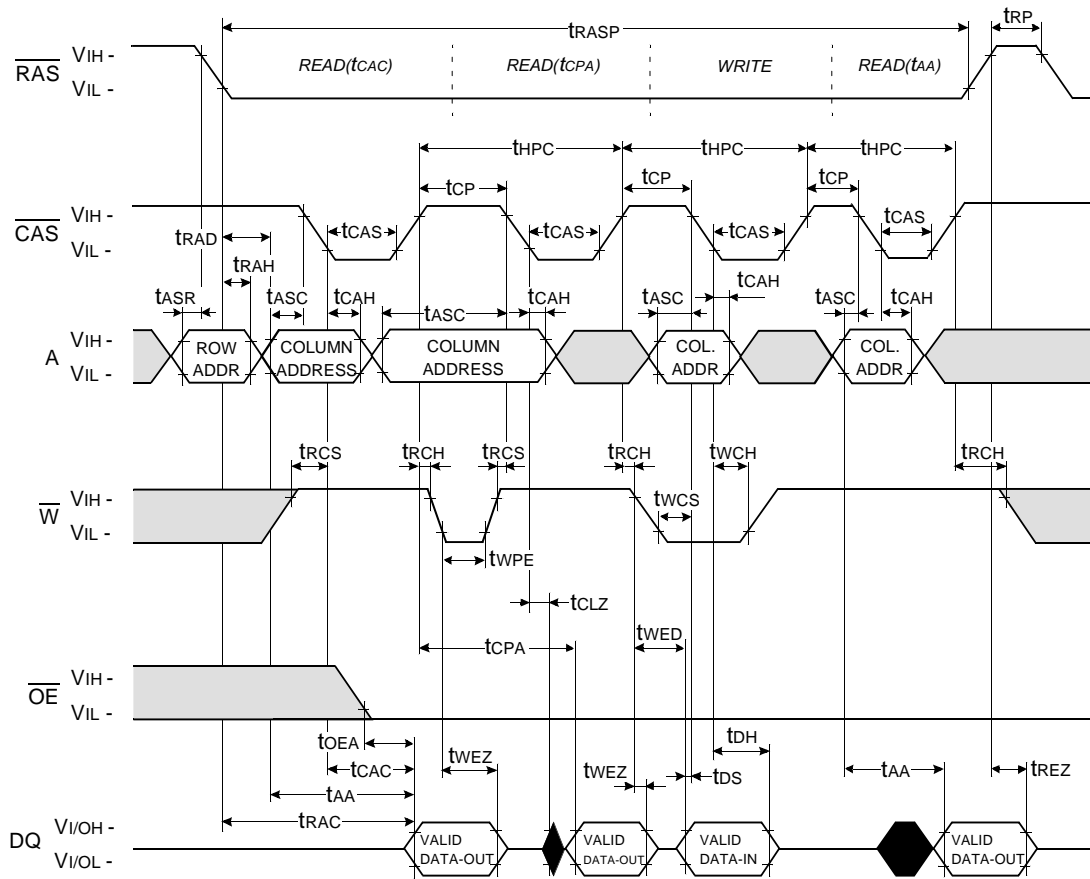 tRASP
tRP
VIH -
RAS
VIL -
READ(tCAC)
READ(tCPA)
WRITE
READ(tAA)
tHPC
tHPC
tHPC
tCP
tCP
tCP
VIH -
CAS
VIL -
tCAS
tCAS
tCAS
tCAS
tRAD
tRAH
tASR
tASC
tCAH
tASC
tCAH
tASC
tCAH
tASC
tCAH
VIH -
A
VIL -
ROW
ADDR
COLUMN
ADDRESS
COLUMN
ADDRESS
COL.
ADDR
COL.
ADDR
tRCS
tRCH
tRCS
tRCH
tWCH
tRCH
VIH -
W
VIL -
tWCS
tWPE
tCLZ
tCPA
tWED
VIH -
OE
VIL -
tOEA
tCAC
tAA
tRAC
tWEZ
tWEZ
tDH
tDS
tAA
tREZ
VI/OH -
DQ
VI/OL -
VALID
DATA-OUT
VALID
DATA-OUT
VALID
DATA-IN
VALID
DATA-OUT